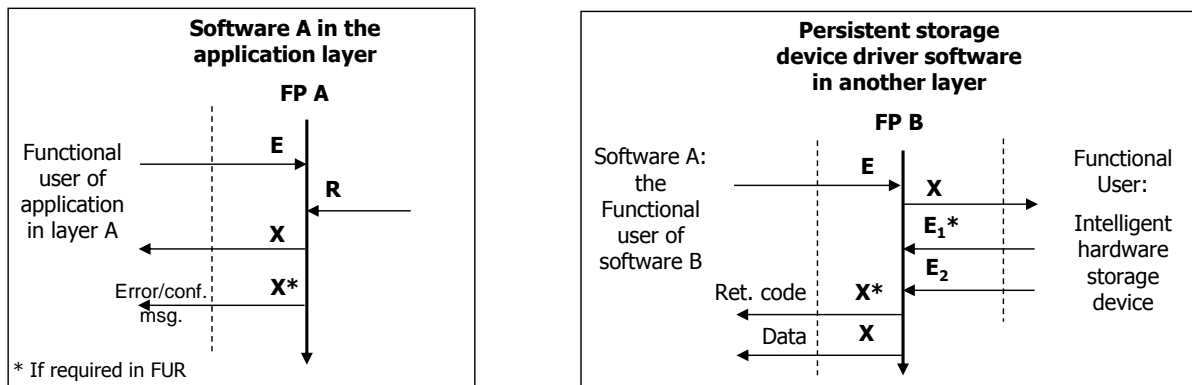 Software A in the
application layer
FP A
E
Functional
user of
application
in layer A
R
X
Error/conf.
msg.
X*
* If required in FUR
Persistent storage
device driver software
in another layer
FP B
Software A:
the
Functional
user of
software B
E
X
E1*
E2
Functional
User:
Intelligent
hardware
storage
device
Ret. code
X*
Data
X